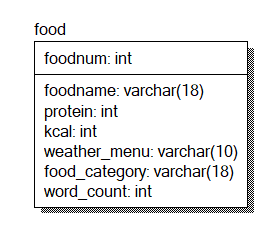 food
foodnum: int
foodname: varchar(18)
protein: int
kcal: int
weather_menu: varchar(10)
food_category: varchar(18)
word_count: int